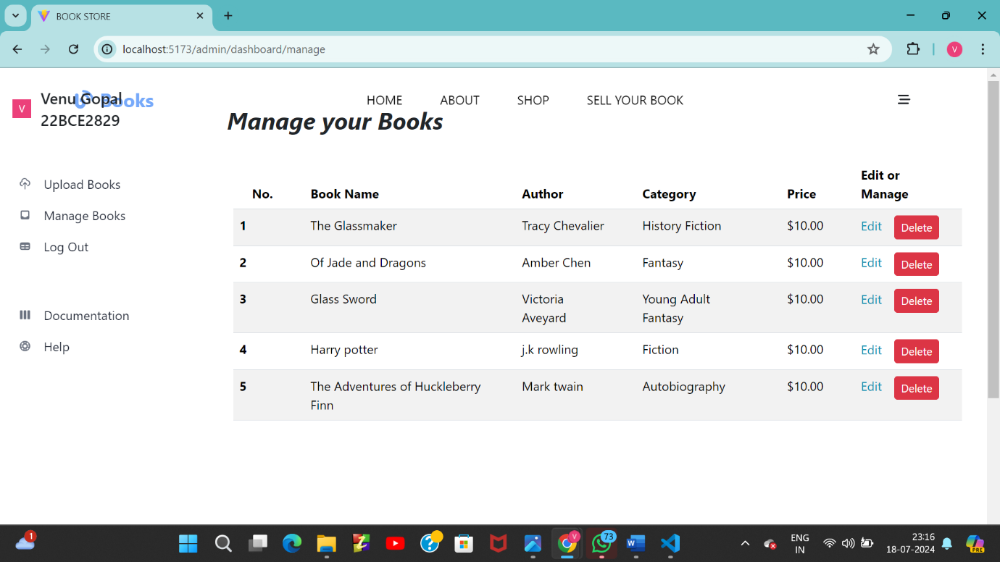 BOOK STORE
localhost:5173/admin/dashboard/manage
V
Books
HOME ABOUT SHOP SELL YOUR BOOK
V
Venu Gopal
22BCE2829
Manage your Books
Upload Books
Manage Books
Log Out
Documentation
Help
No. Book Name Author Category Price Edit or
Manage
1 The Glassmaker Tracy Chevalier History Fiction $10.00 Edit Delete
2 Of Jade and Dragons Amber Chen Fantasy $10.00 Edit Delete
3 Glass Sword Victoria Young Adult $10.00 Edit Delete
Aveyard Fantasy
4 Harry potter j.k rowling Fiction $10.00 Edit Delete
5 The Adventures of Huckleberry Mark twain Autobiography $10.00 Edit Delete
Finn
1
V
73
PRE
ENG
IN
23:16
18-07-2024